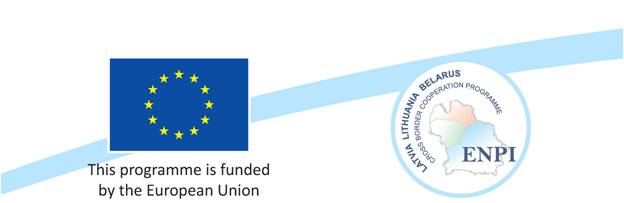 This programme is funded
by the European Union
LATVIA LITHUANIA BELARUS
CROSS BORDER COOPERATION PROGRAMME
ENPI